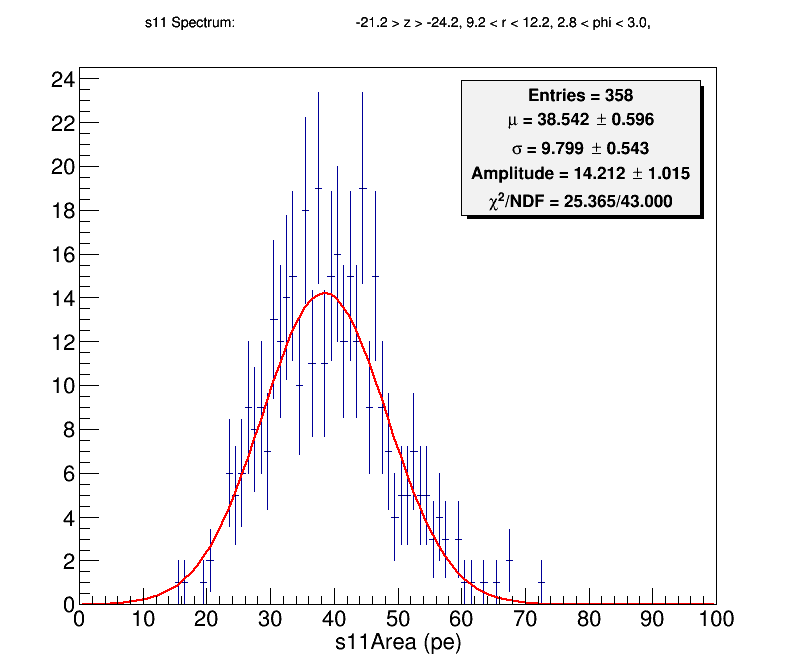 s11 Spectrum: -21.2 > z > -24.2, 9.2 < r < 12.2, 2.8 < phi < 3.0,
Entries = 358
μ = 38.542 ± 0.596
σ = 9.799 ± 0.543
Amplitude = 14.212 ± 1.015
χ²/NDF = 25.365/43.000
24
22
20
18
16
14
12
10
8
6
4
2
0
0 10 20 30 40 50 60 70 80 90 100
s11Area (pe)